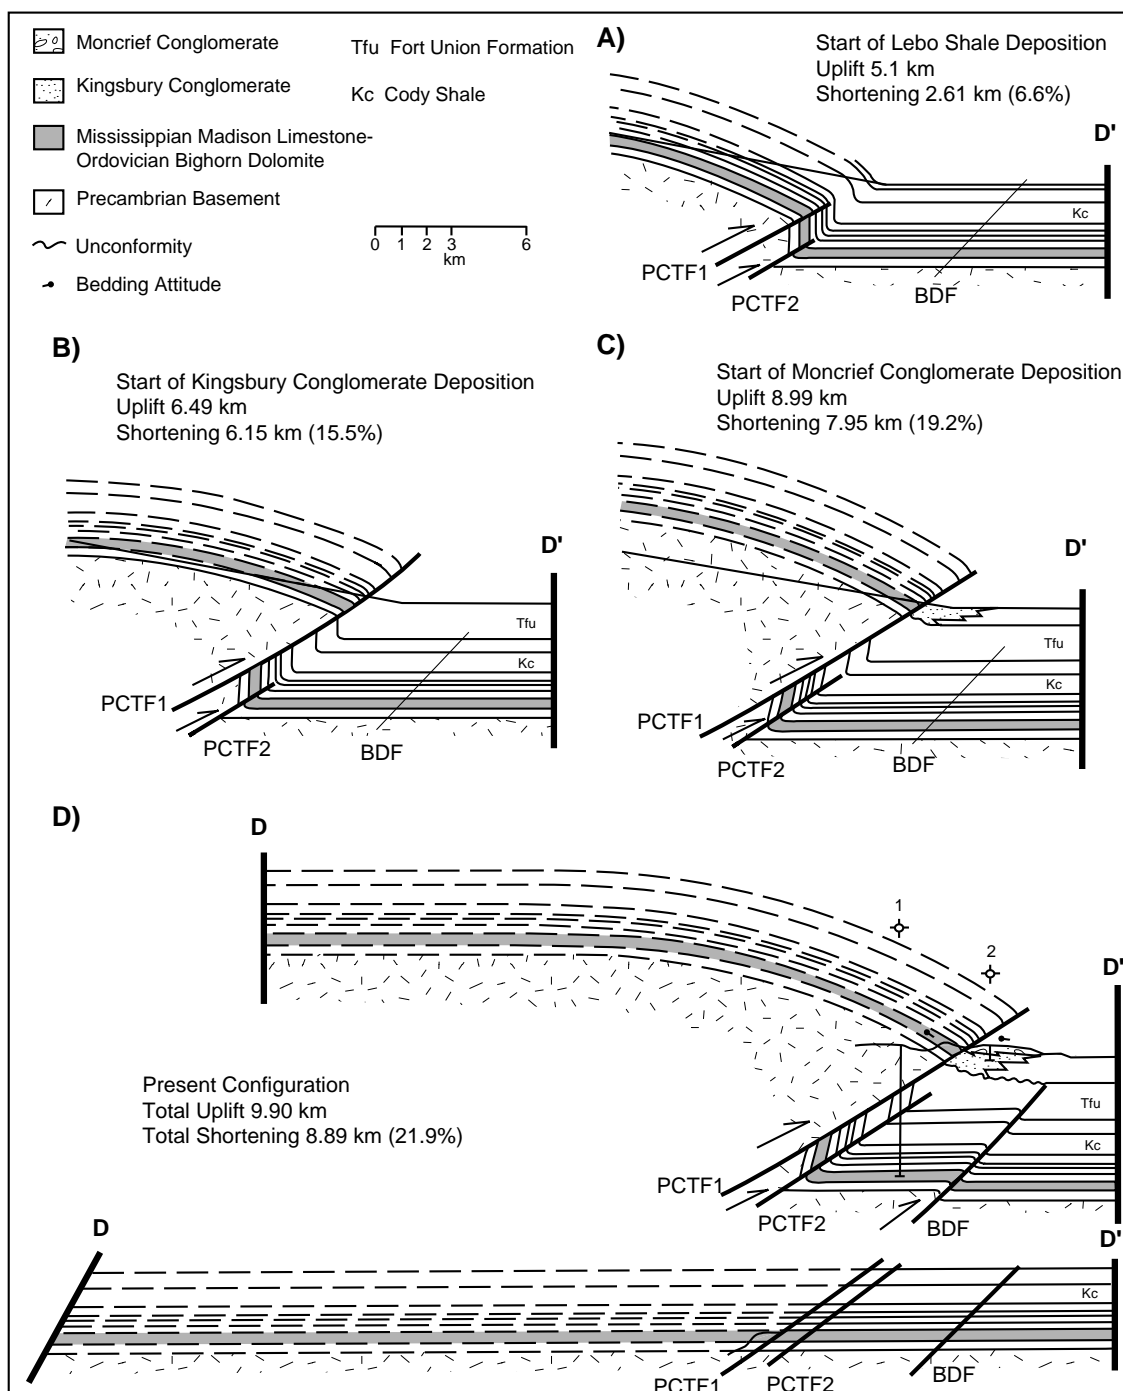 Moncrief Conglomerate
Kingsbury Conglomerate
Mississippian Madison Limestone-
Ordovician Bighorn Dolomite
Precambrian Basement
Unconformity
Bedding Attitude
Tfu Fort Union Formation
Kc Cody Shale
0 1 2 3 6
km
A)
Start of Lebo Shale Deposition
Uplift 5.1 km
Shortening 2.61 km (6.6%)
D'
Kc
PCTF1
PCTF2
BDF
B)
Start of Kingsbury Conglomerate Deposition
Uplift 6.49 km
Shortening 6.15 km (15.5%)
D'
Tfu
Kc
PCTF1
PCTF2
BDF
C)
Start of Moncrief Conglomerate Deposition
Uplift 8.99 km
Shortening 7.95 km (19.2%)
D'
Tfu
Kc
PCTF1
PCTF2
BDF
D)
D
1
2
D'
Present Configuration
Total Uplift 9.90 km
Total Shortening 8.89 km (21.9%)
Tfu
Kc
PCTF1
PCTF2
BDF
D
D'
Kc
PCTF1
PCTF2
BDF